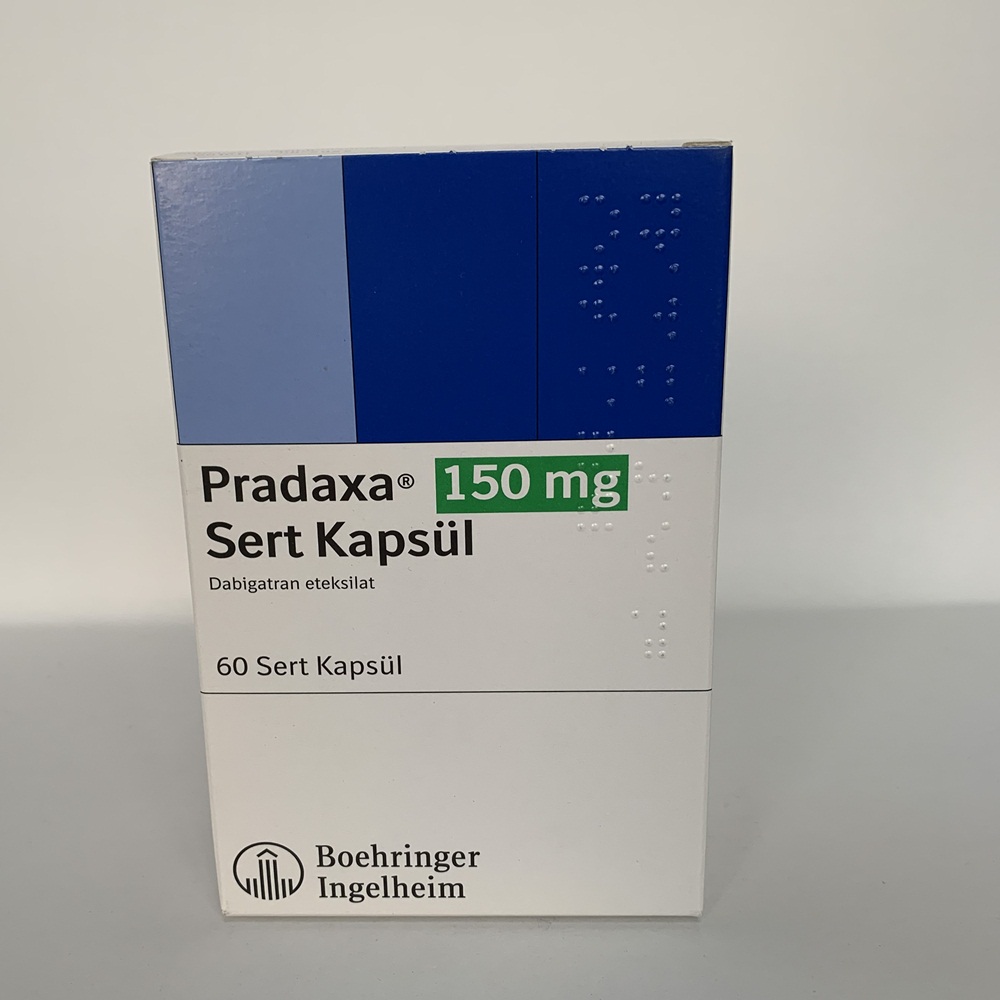 Pradaxa® 150 mg
Sert Kapsül
Dabigatran eteksilat
60 Sert Kapsül
Boehringer
Ingelheim